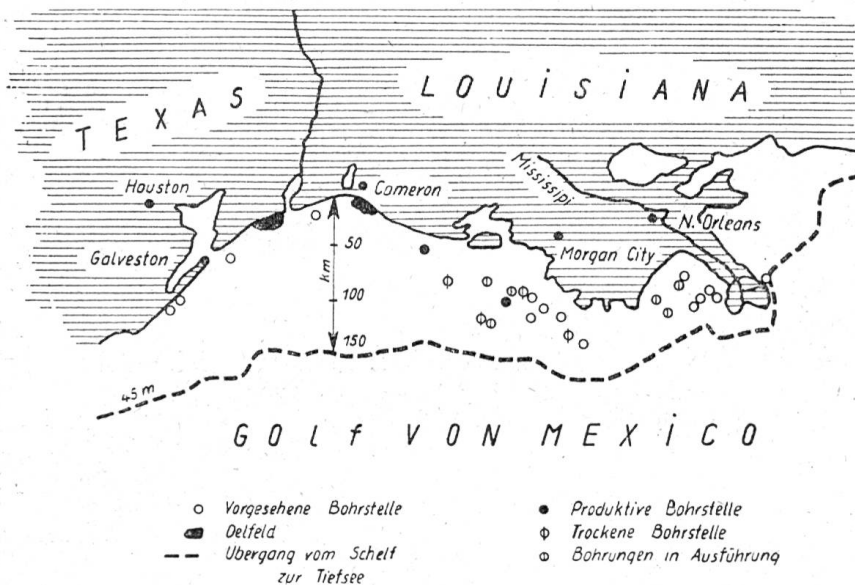 TEXAS
LOUiSiANA
Houston
Cameron
Mississipi
N. Orleans
Galveston
Morgan City
km
50
100
150
45 m
GOLf VON MEXiCO
Vorgesehene Bohrstelle
Oelfeld
Ubergang vom Schelf
zur Tiefsee
Produktive Bohrstelle
Trockene Bohrstelle
Bohrungen in Ausführung